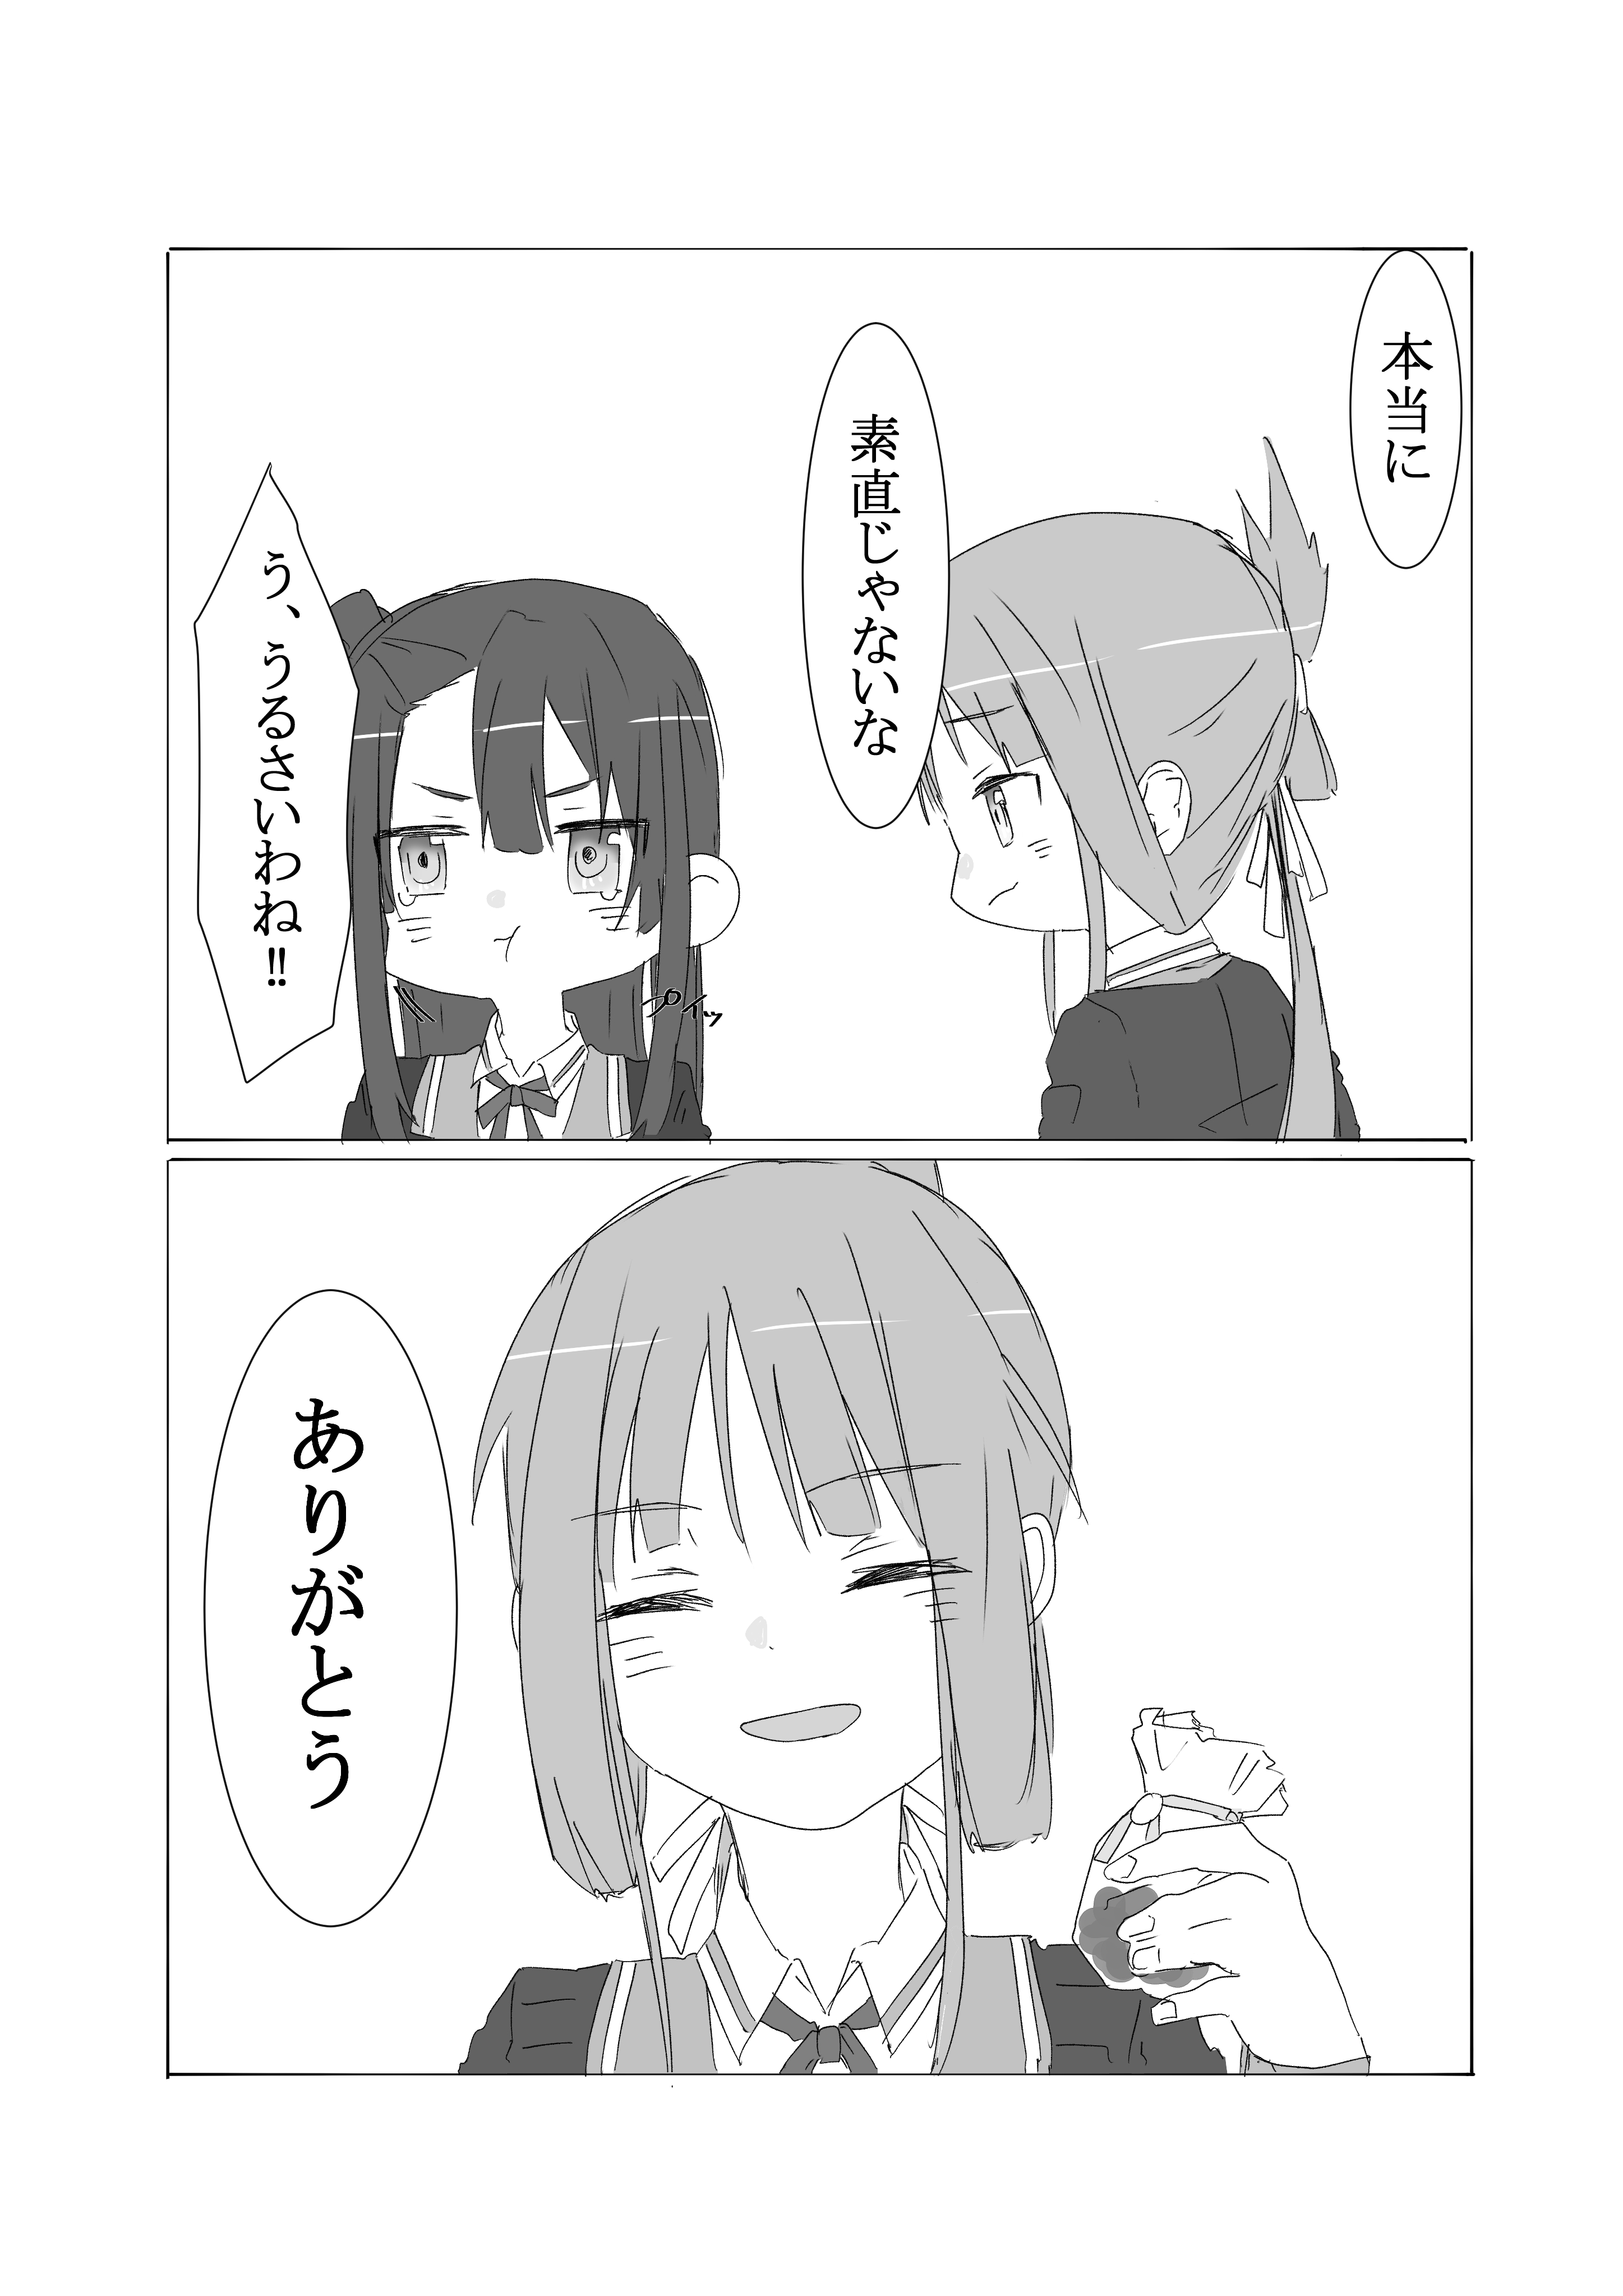 本当に
素直じゃないな
う、うるさいわね!!
プイッ
ありがとう